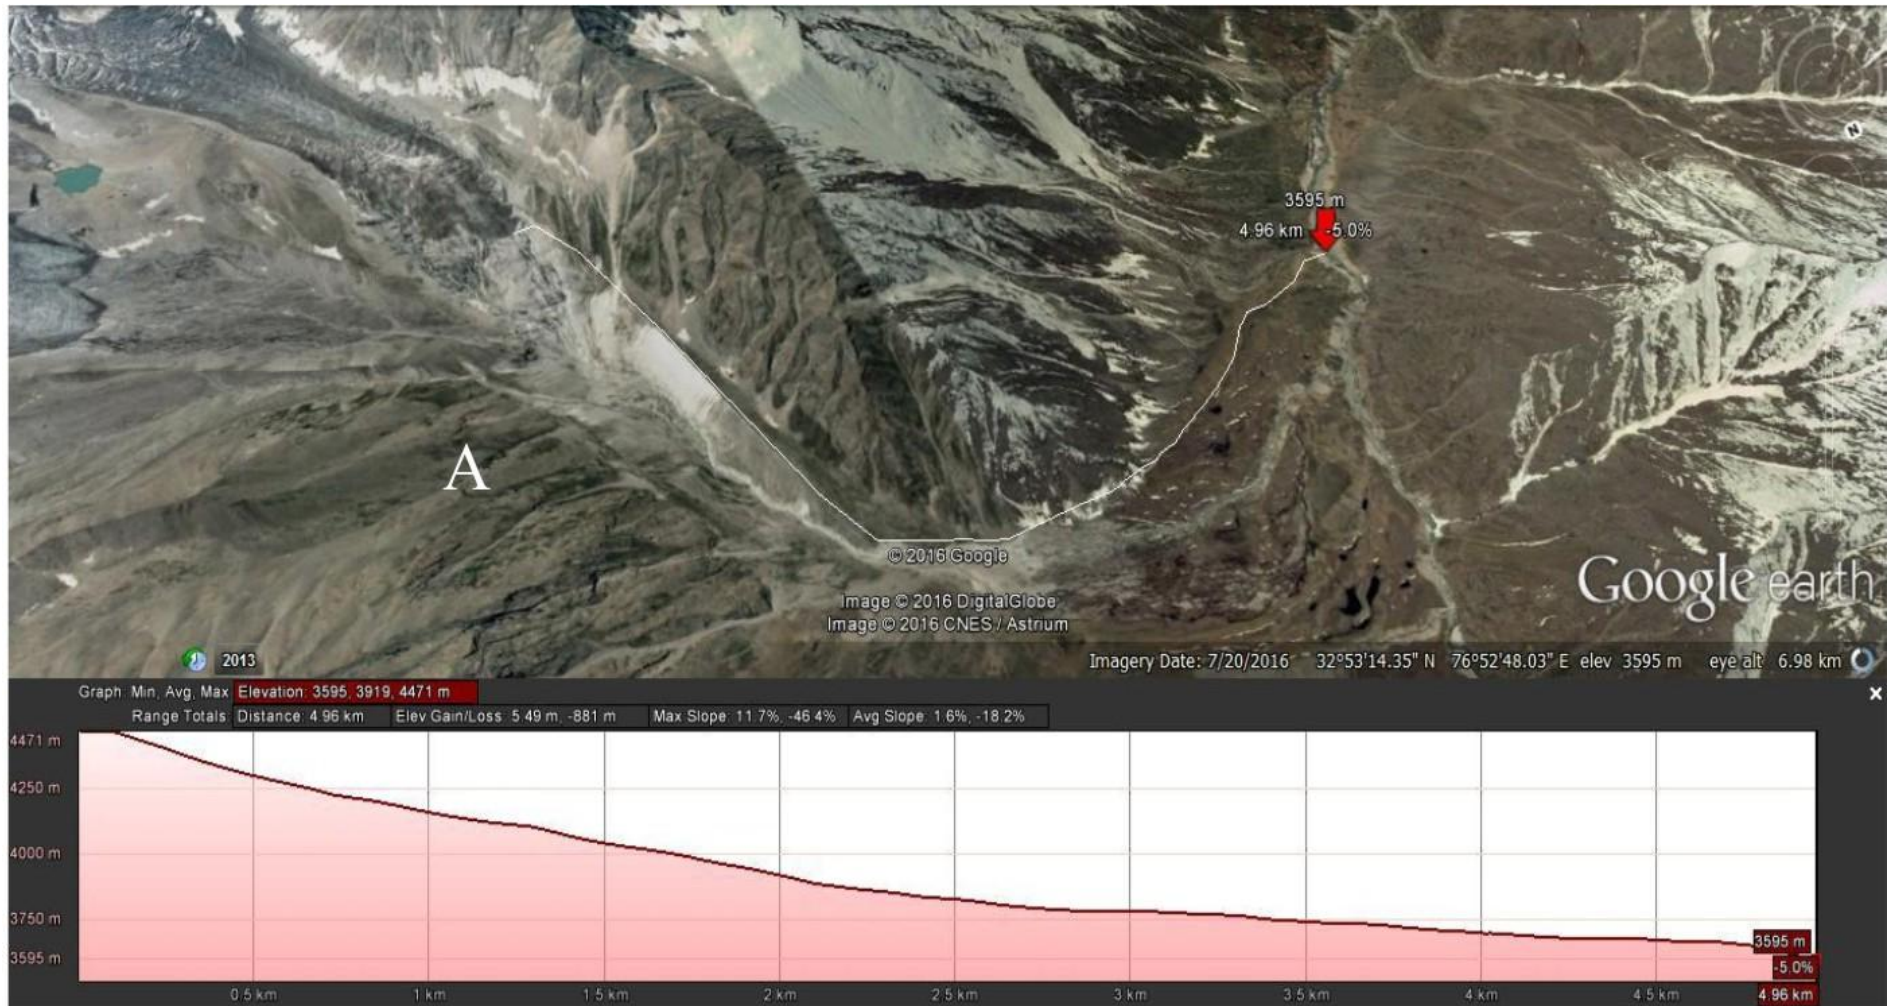 N
3595 m
4.96 km -5.0%
A
© 2016 Google
Image © 2016 DigitalGlobe
Image © 2016 CNES / Astrium
Google earth
2013
Imagery Date: 7/20/2016 32°53'14.35" N 76°52'48.03" E elev 3595 m eye alt 6.98 km
Graph: Min, Avg, Max Elevation: 3595, 3919, 4471 m
Range Totals: Distance: 4.96 km Elev Gain/Loss: 5.49 m, -881 m Max Slope: 11.7%, -46.4% Avg Slope: 1.6%, -18.2%
4471 m
4250 m
4000 m
3750 m
3595 m
3595 m
-5.0%
0.5 km 1 km 1.5 km 2 km 2.5 km 3 km 3.5 km 4 km 4.5 km 4.96 km